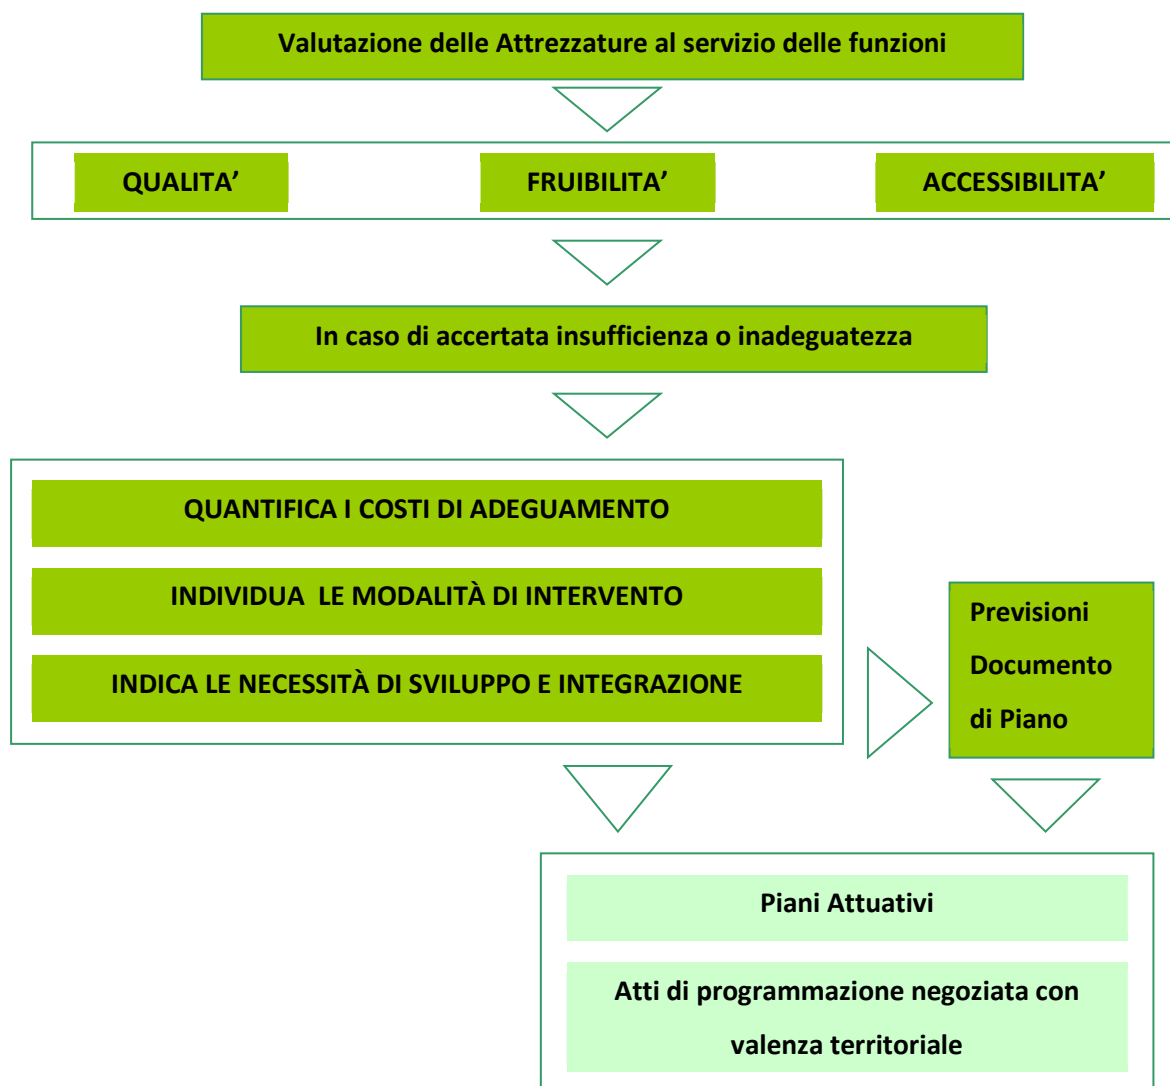 Valutazione delle Attrezzature al servizio delle funzioni
QUALITA’
FRUIBILITA’
ACCESSIBILITA’
In caso di accertata insufficienza o inadeguatezza
QUANTIFICA I COSTI DI ADEGUAMENTO
INDIVIDUA  LE MODALITÀ DI INTERVENTO
INDICA LE NECESSITÀ DI SVILUPPO E INTEGRAZIONE
Previsioni
Documento
di Piano
Piani Attuativi
Atti di programmazione negoziata con
valenza territoriale